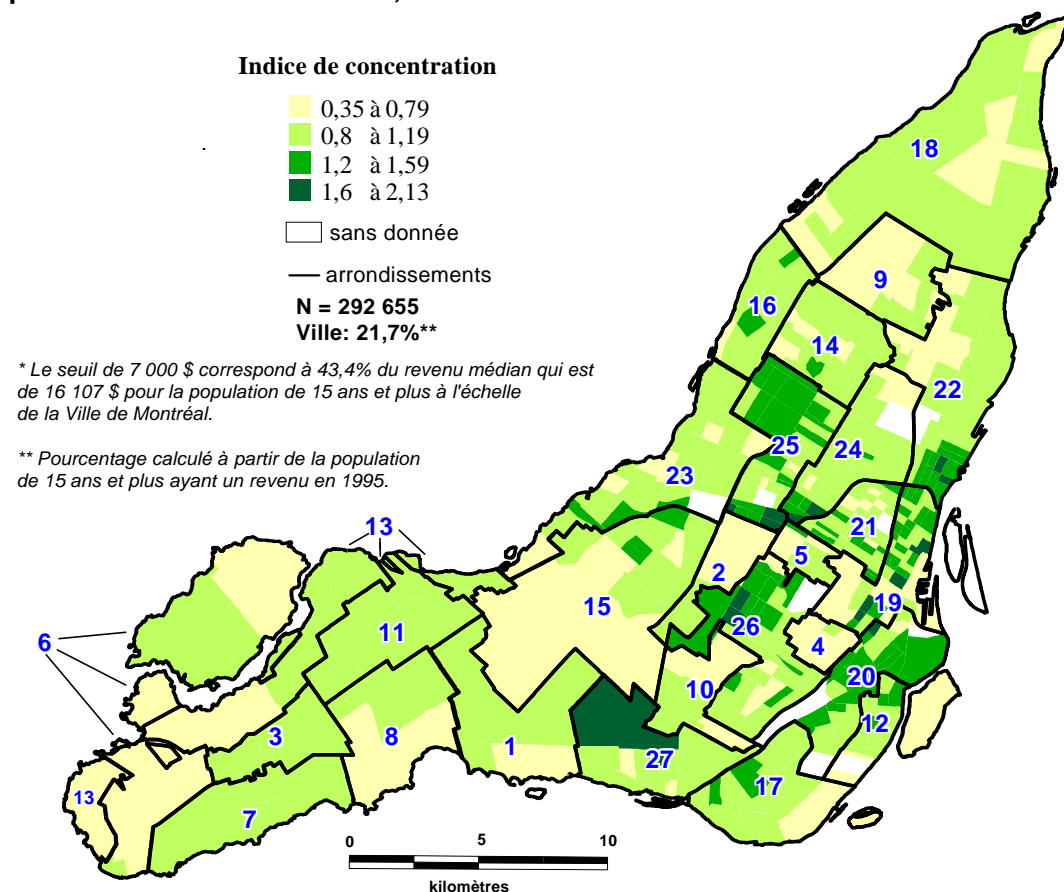 Indice de concentration
0,35 à 0,79
0,8 à 1,19
1,2 à 1,59
1,6 à 2,13
sans donnée
arrondissements
N = 292 655
Ville: 21,7%**
* Le seuil de 7 000 $ correspond à 43,4% du revenu médian qui est
de 16 107 $ pour la population de 15 ans et plus à l'échelle
de la Ville de Montréal.
** Pourcentage calculé à partir de la population
de 15 ans et plus ayant un revenu en 1995.
18
9
16
14
22
25
24
23
21
13
5
2
15
19
11
26
6
4
20
10
12
3
8
1
27
17
13
7
0 5 10
kilomètres